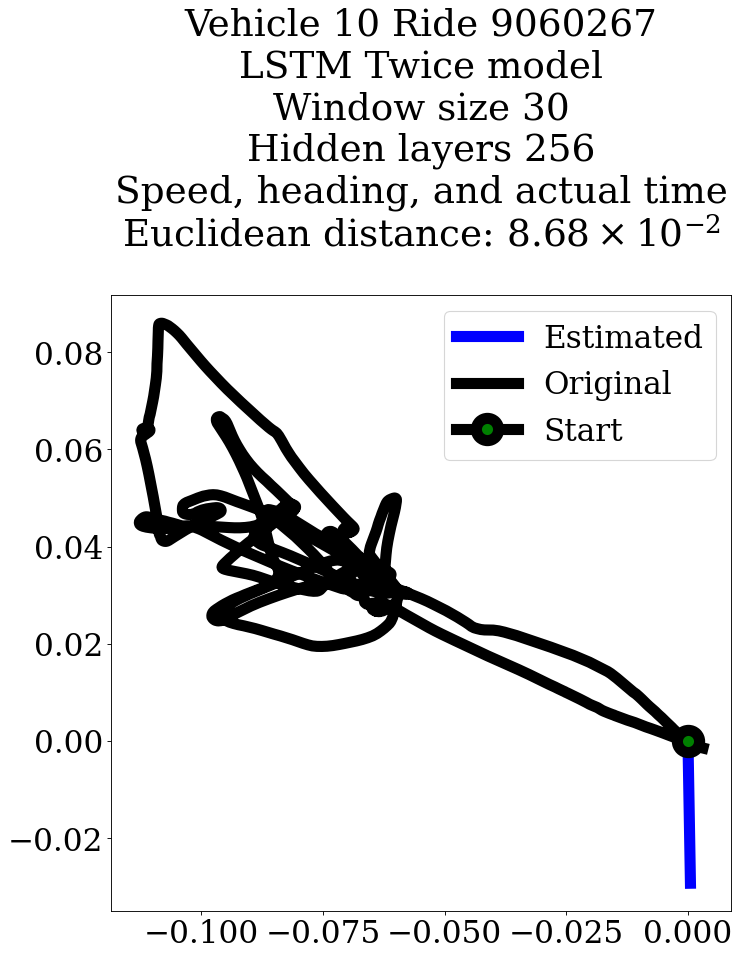 Vehicle 10 Ride 9060267
LSTM Twice model
Window size 30
Hidden layers 256
Speed, heading, and actual time
Euclidean distance: 8.68 × 10⁻²
Estimated
Original
Start
0.08
0.06
0.04
0.02
0.00
−0.02
−0.100 −0.075 −0.050 −0.025 0.000